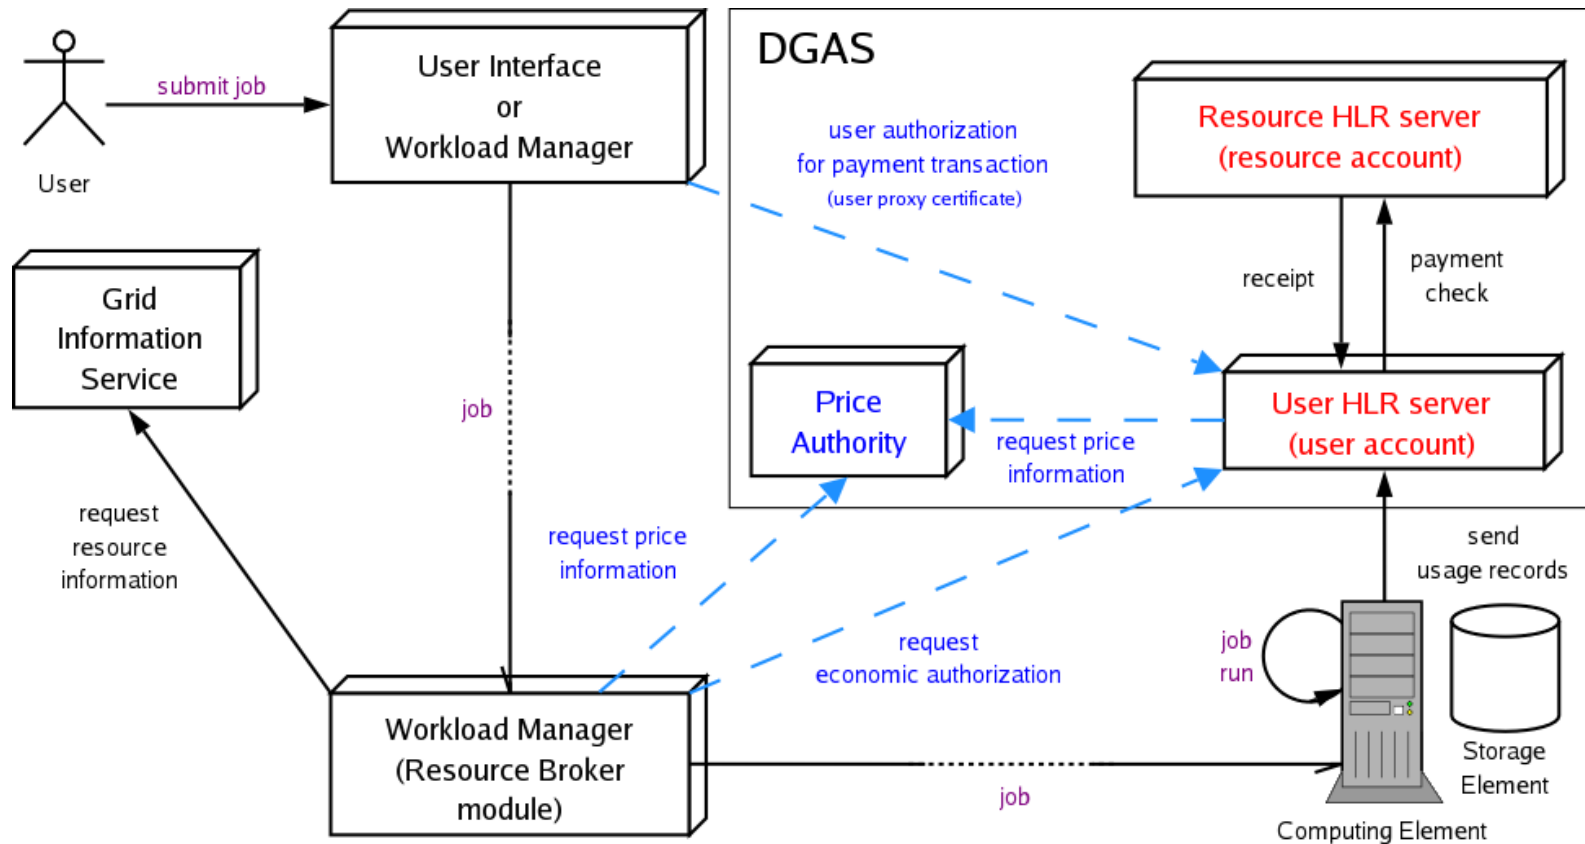 submit job
User
User Interface
or
Workload Manager
DGAS
user authorization
for payment transaction
(user proxy certificate)
Resource HLR server
(resource account)
receipt
payment
check
Grid
Information
Service
job
Price
Authority
request price
information
User HLR server
(user account)
request
resource
information
request price
information
request
economic authorization
send
usage records
job
run
Workload Manager
(Resource Broker
module)
job
Storage
Element
Computing Element